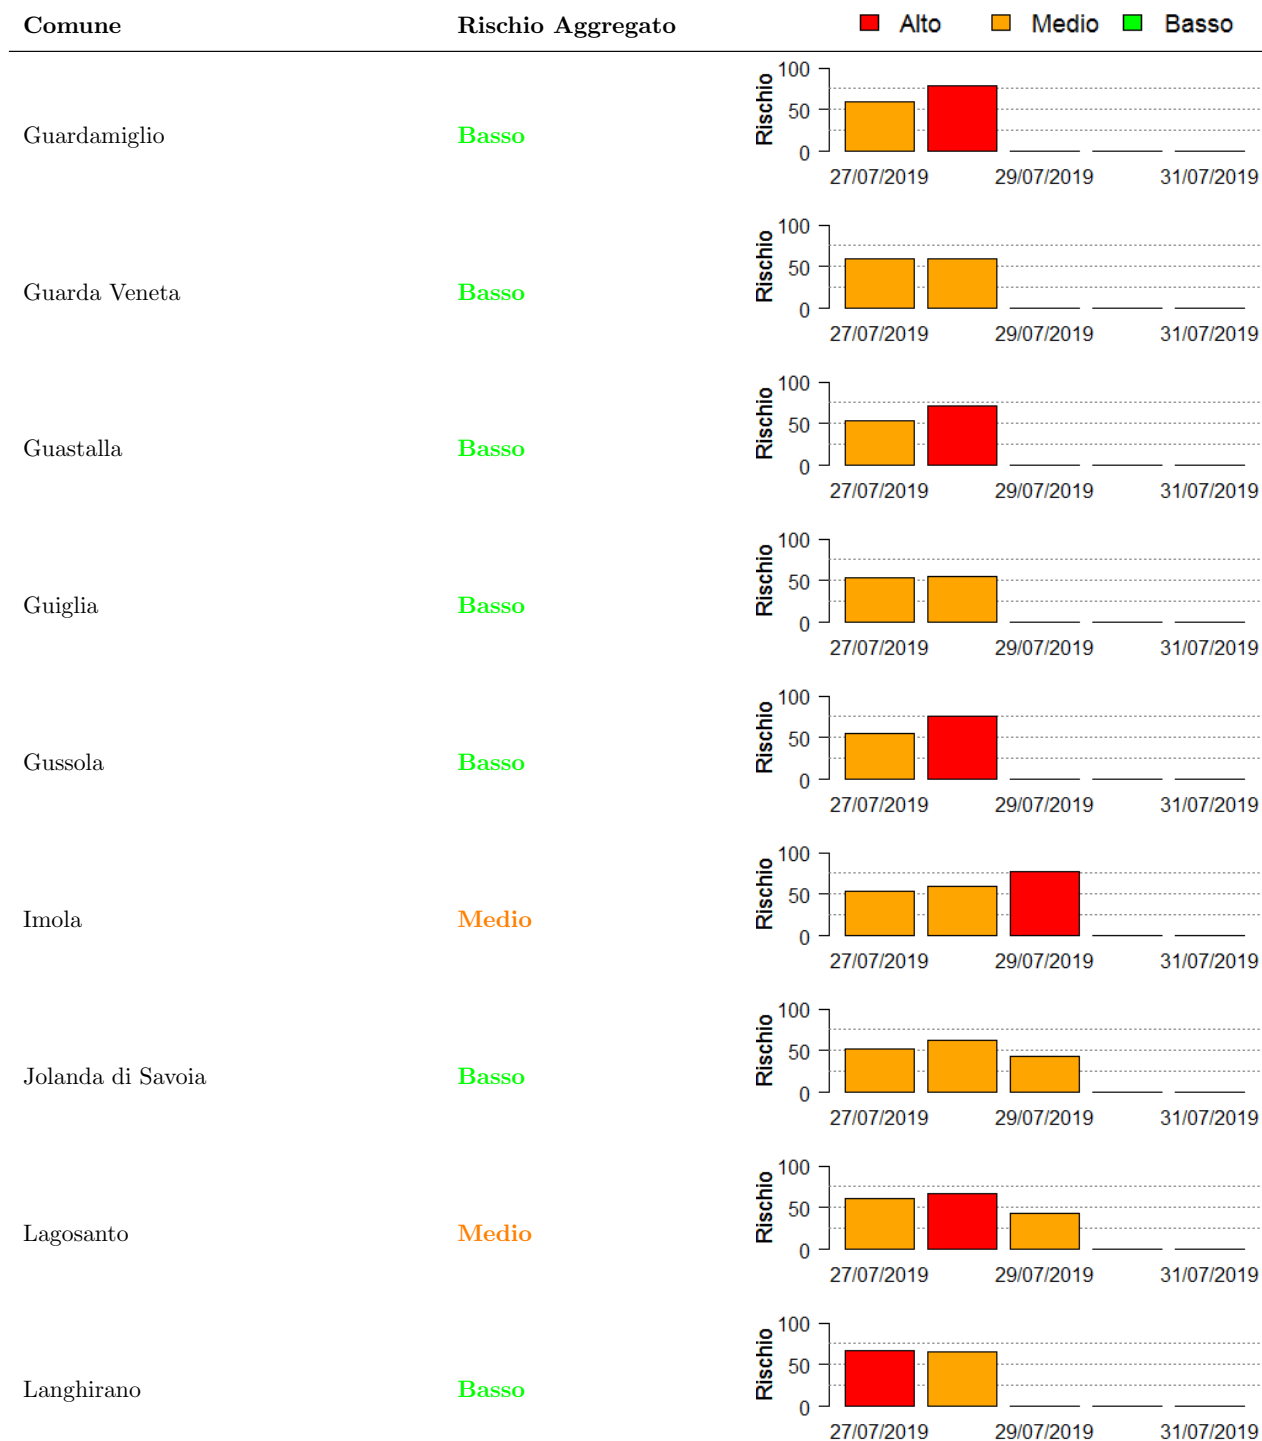 Comune Rischio Aggregato Alto Medio Basso
100
Rischio
50
Guardamiglio Basso
0
27/07/2019 29/07/2019 31/07/2019
100
Rischio
50
Guarda Veneta Basso
0
27/07/2019 29/07/2019 31/07/2019
100
Rischio
50
Guastalla Basso
0
27/07/2019 29/07/2019 31/07/2019
100
Rischio
50
Guiglia Basso
0
27/07/2019 29/07/2019 31/07/2019
100
Rischio
50
Gussola Basso
0
27/07/2019 29/07/2019 31/07/2019
100
Rischio
50
Imola Medio
0
27/07/2019 29/07/2019 31/07/2019
100
Rischio
50
Jolanda di Savoia Basso
0
27/07/2019 29/07/2019 31/07/2019
100
Rischio
50
Lagosanto Medio
0
27/07/2019 29/07/2019 31/07/2019
100
Rischio
50
Langhirano Basso
0
27/07/2019 29/07/2019 31/07/2019